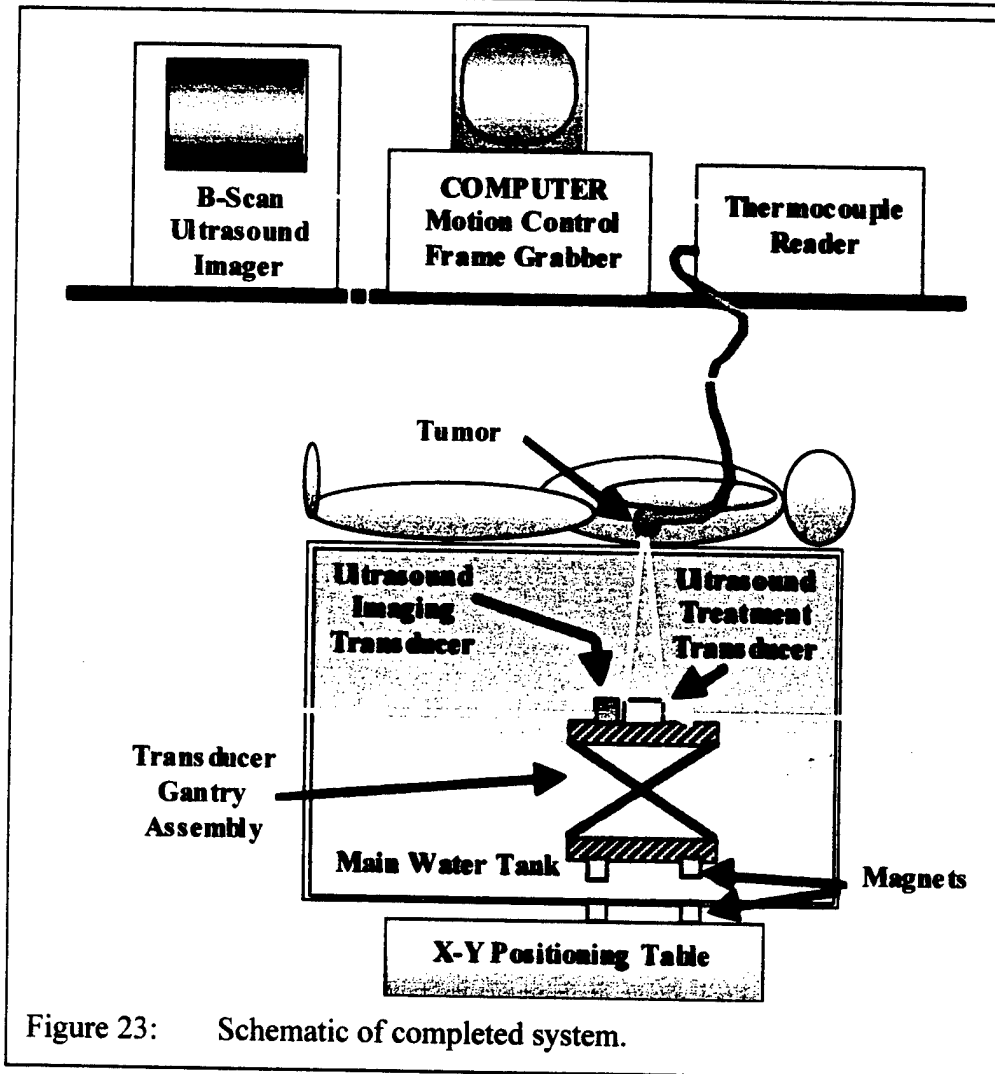 B-Scan
Ultrasound
Imager
COMPUTER
Motion Control
Frame Grabber
Thermocouple
Reader
Tumor
Ultrasound
Imaging
Transducer
Ultrasound
Treatment
Transducer
Transducer
Gantry
Assembly
Main Water Tank
Magnets
X-Y Positioning Table
Figure 23: Schematic of completed system.